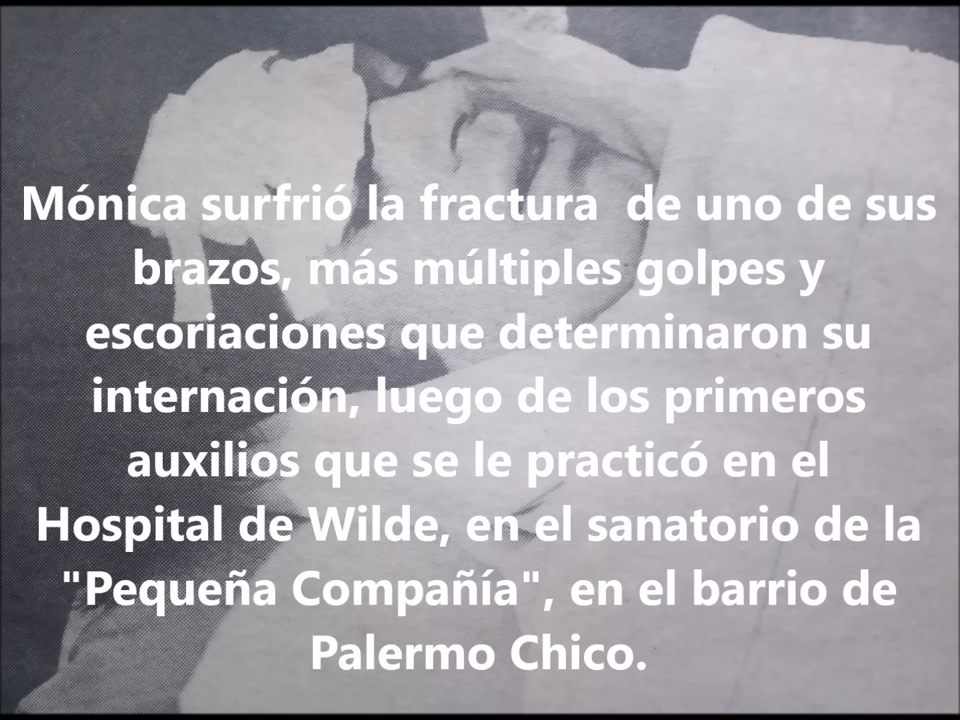 Mónica surfrió la fractura  de uno de sus
brazos, más múltiples golpes y
escoriaciones que determinaron su
internación, luego de los primeros
auxilios que se le practicó en el
Hospital de Wilde, en el sanatorio de la
"Pequeña Compañía", en el barrio de
Palermo Chico.